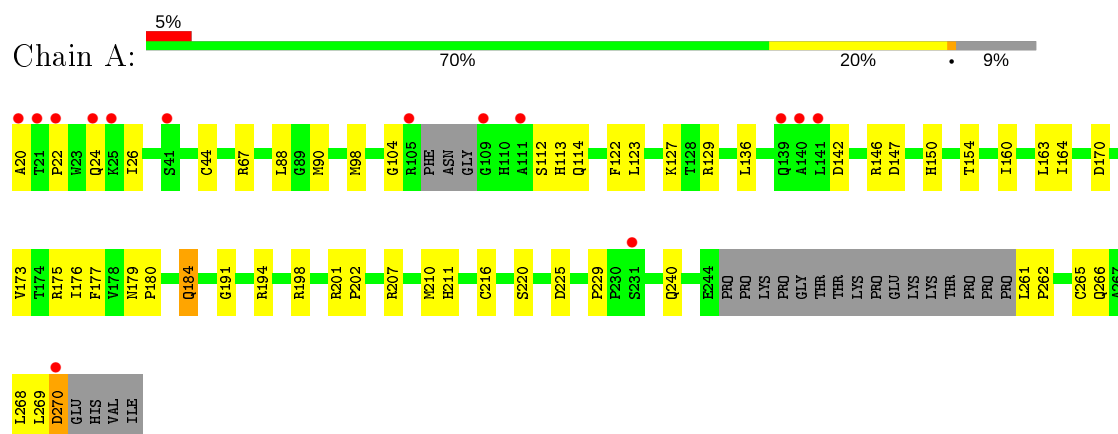 5%
Chain A:
70% 20% • 9%
A20 T21 P22 W23 Q24 K25 I26 S41 C44 R67 L88 G89 M90 M98 G104 R105 PHE ASN GLY G109 H110 A111 S112 H113 Q114 F122 L123 K127 T128 R129 L136 Q139 A140 L141 D142 R146 D147 H150 T154 I160 L163 I164 D170
V173 T174 R175 I176 F177 V178 N179 P180 Q184 G191 R194 R198 R201 P202 R207 M210 H211 C216 S220 D225 P229 P230 S231 Q240 E244 PRO PRO LYS PRO GLY THR THR LYS PRO GLU LYS LYS THR PRO PRO PRO L261 P262 C265 Q266 A267
L268 L269 D270 GLU HIS VAL ILE